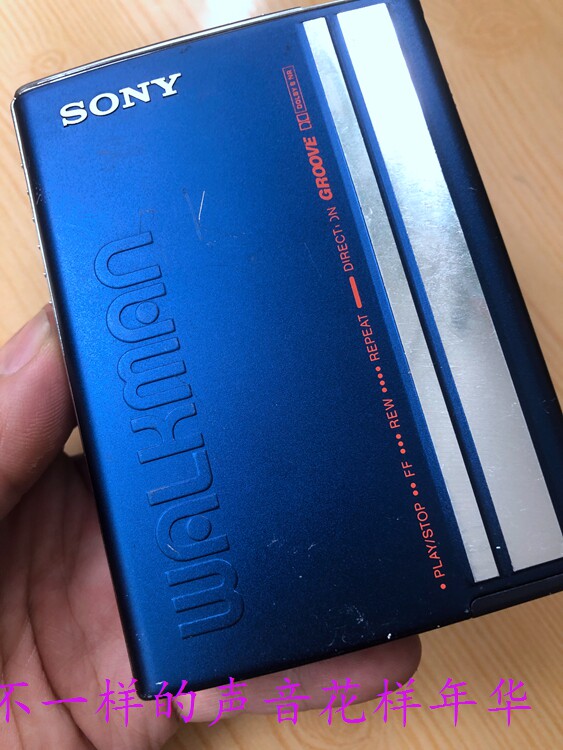 SONY
WALKMAN
DOLBY B NR
GROOVE
• PLAY/STOP •• FF ••• REW •••• REPEAT — DIRECTION
不一样的声音花样年华